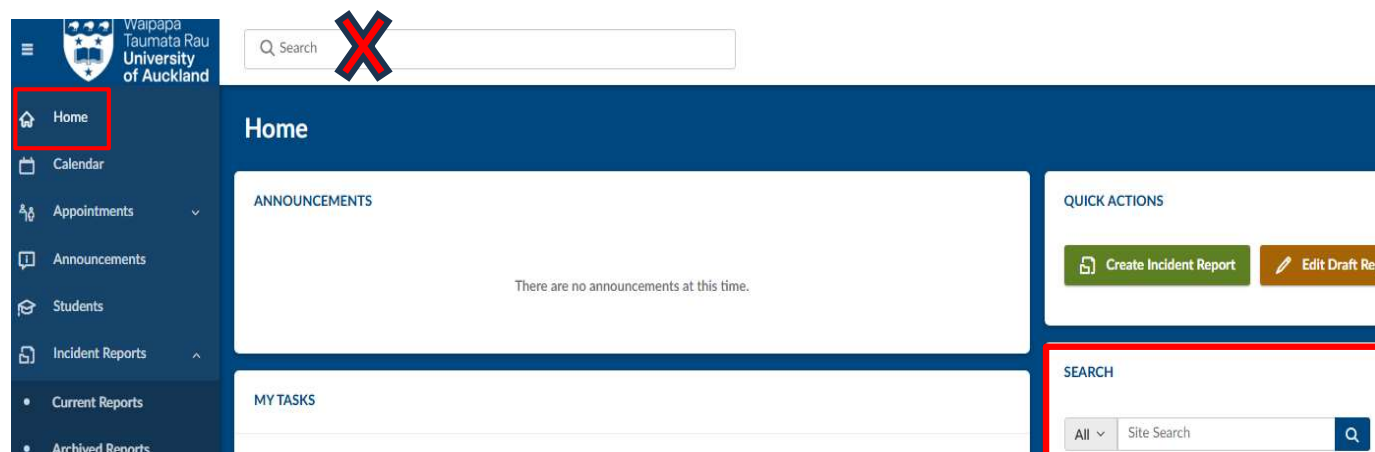 Waipapa
Taumata Rau
University
of Auckland
Search
Home
Calendar
Appointments
Announcements
Students
Incident Reports
Current Reports
Archived Reports
Home
ANNOUNCEMENTS
There are no announcements at this time.
MY TASKS
QUICK ACTIONS
Create Incident Report
Edit Draft Re
SEARCH
All
Site Search